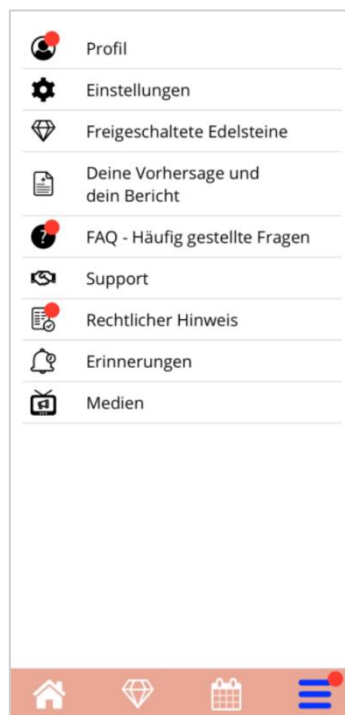 Profil
Einstellungen
Freigeschaltete Edelsteine
Deine Vorhersage und
dein Bericht
FAQ - Häufig gestellte Fragen
Support
Rechtlicher Hinweis
Erinnerungen
Medien